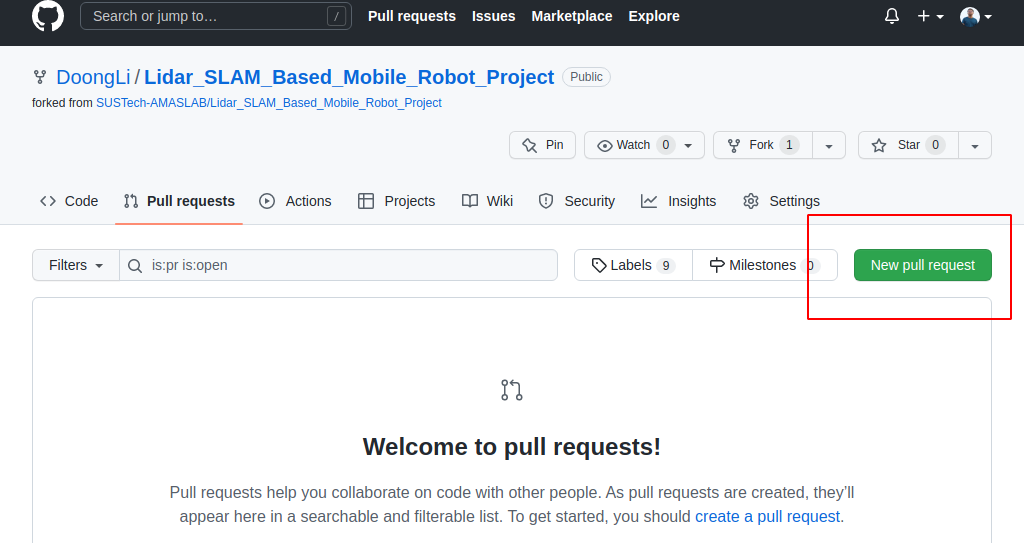 Search or jump to… / Pull requests Issues Marketplace Explore
DoongLi / Lidar_SLAM_Based_Mobile_Robot_Project Public
forked from SUSTech-AMASLAB/Lidar_SLAM_Based_Mobile_Robot_Project
Pin Watch 0 Fork 1 Star 0
Code Pull requests Actions Projects Wiki Security Insights Settings
Filters is:pr is:open Labels 9 Milestones 0 New pull request
Welcome to pull requests!
Pull requests help you collaborate on code with other people. As pull requests are created, they'll
appear here in a searchable and filterable list. To get started, you should create a pull request.